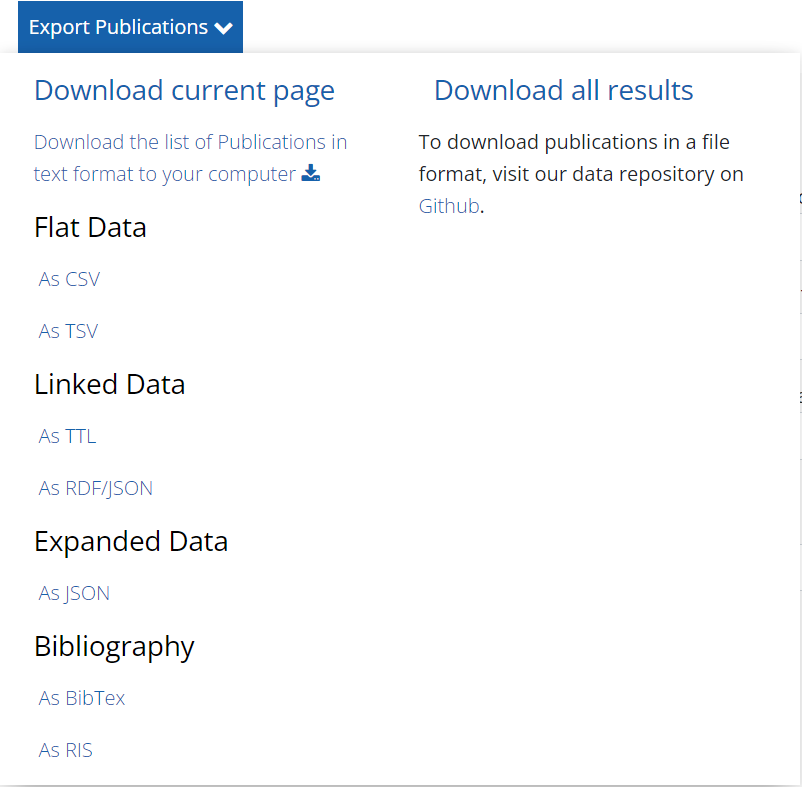 Export Publications
Download current page
Download the list of Publications in
text format to your computer
Flat Data
As CSV
As TSV
Linked Data
As TTL
As RDF/JSON
Expanded Data
As JSON
Bibliography
As BibTex
As RIS
Download all results
To download publications in a file
format, visit our data repository on
Github.